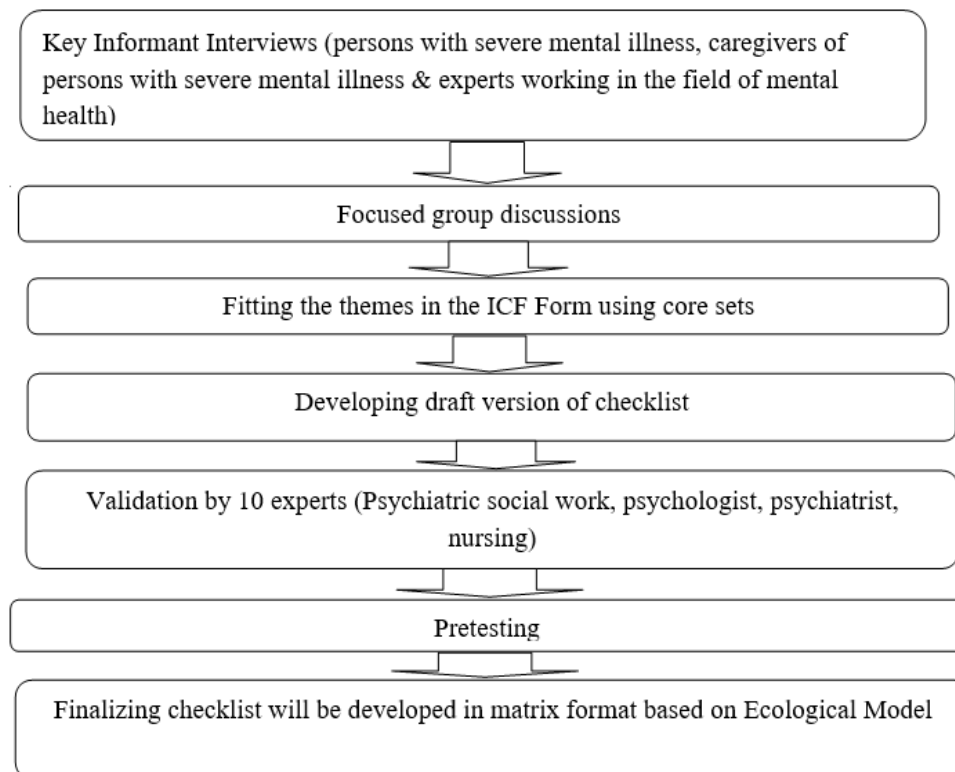 Key Informant Interviews (persons with severe mental illness, caregivers of
persons with severe mental illness & experts working in the field of mental
health)
Focused group discussions
Fitting the themes in the ICF Form using core sets
Developing draft version of checklist
Validation by 10 experts (Psychiatric social work, psychologist, psychiatrist,
nursing)
Pretesting
Finalizing checklist will be developed in matrix format based on Ecological Model